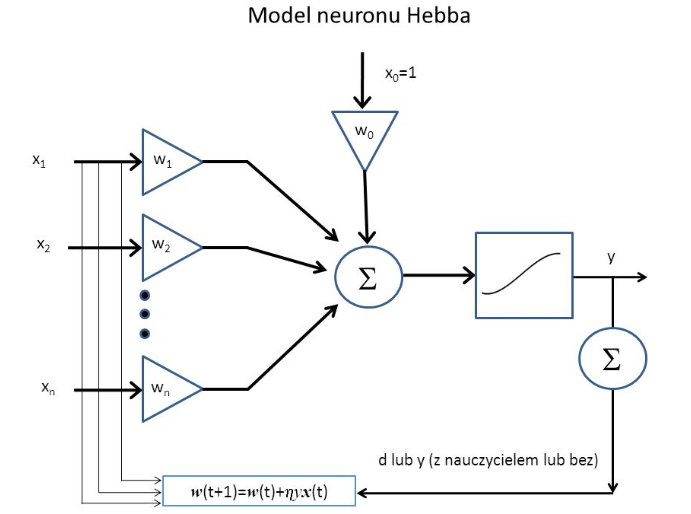 Model neuronu Hebba
x₀=1
w₀
x₁
w₁
x₂
w₂
Σ
y
Σ
xₙ
wₙ
d lub y (z nauczycielem lub bez)
w(t+1)=w(t)+ηyx(t)